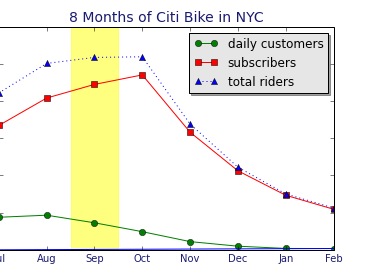 8 Months of Citi Bike in NYC
daily customers
subscribers
total riders
Aug Sep Oct Nov Dec Jan Feb